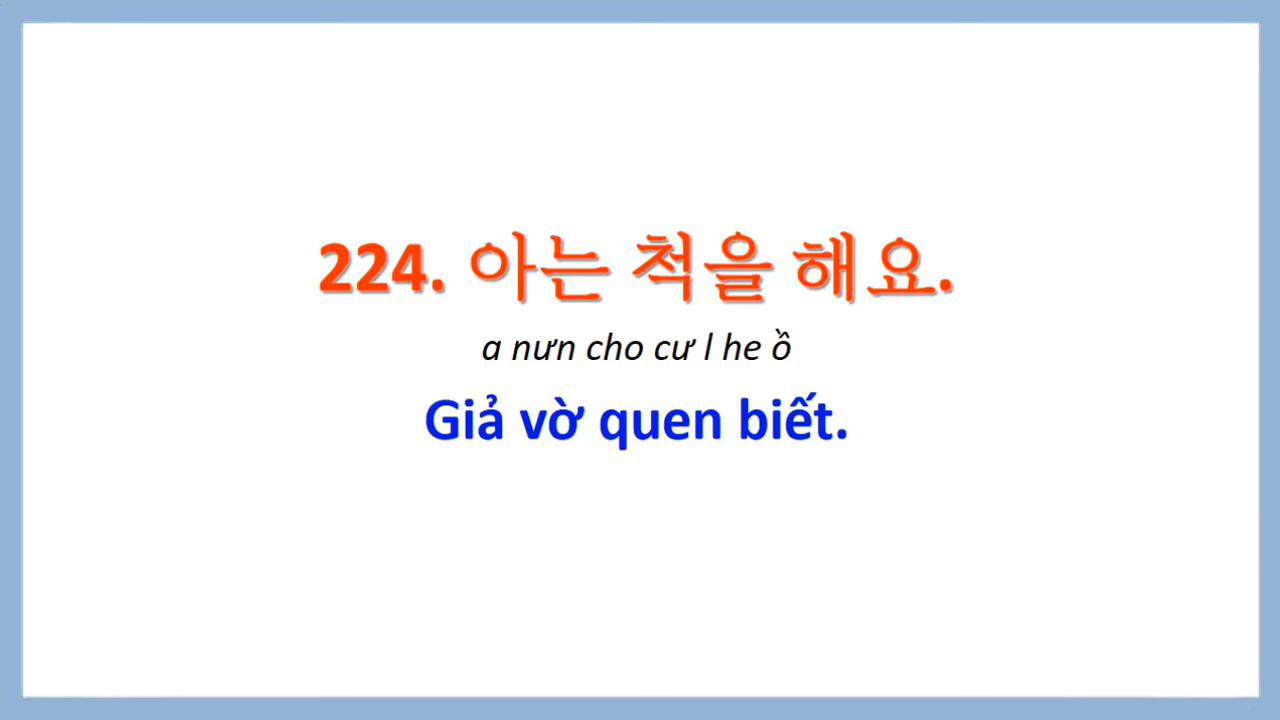 224. 아는 척을 해요.
a nưn cho cư l he ồ
Giả vờ quen biết.